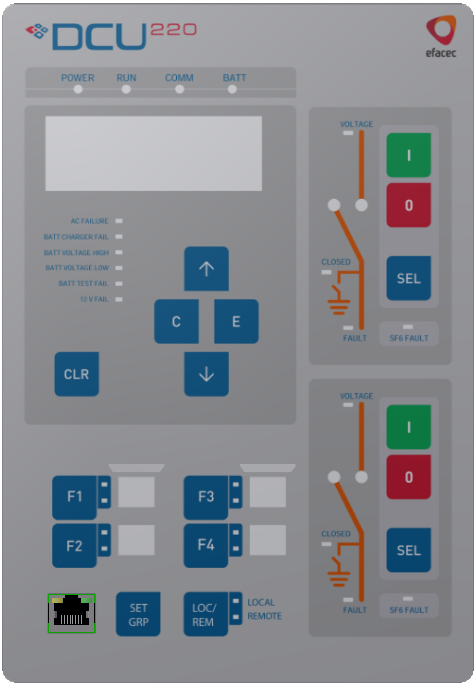 DCU 220
efacec
POWER RUN COMM BATT
AC FAILURE
BATT CHARGER FAIL
BATT VOLTAGE HIGH
BATT VOLTAGE LOW
BATT TEST FAIL
12 V FAIL
C E
CLR
VOLTAGE
I
0
CLOSED
SEL
FAULT SF6 FAULT
VOLTAGE
I
0
CLOSED
SEL
FAULT SF6 FAULT
F1 F3
F2 F4
SET
GRP
LOC/
REM
LOCAL
REMOTE